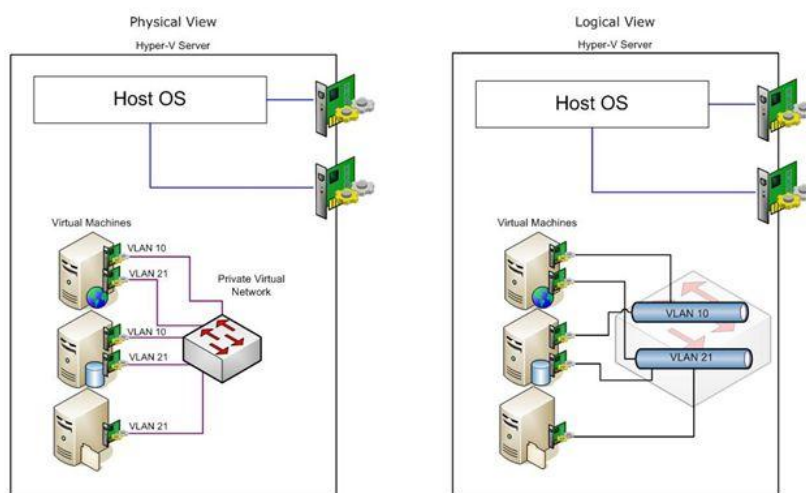 Physical View
Hyper-V Server
Host OS
Virtual Machines
VLAN 10
VLAN 21
Private Virtual
Network
VLAN 10
VLAN 21
VLAN 21
Logical View
Hyper-V Server
Host OS
Virtual Machines
VLAN 10
VLAN 21